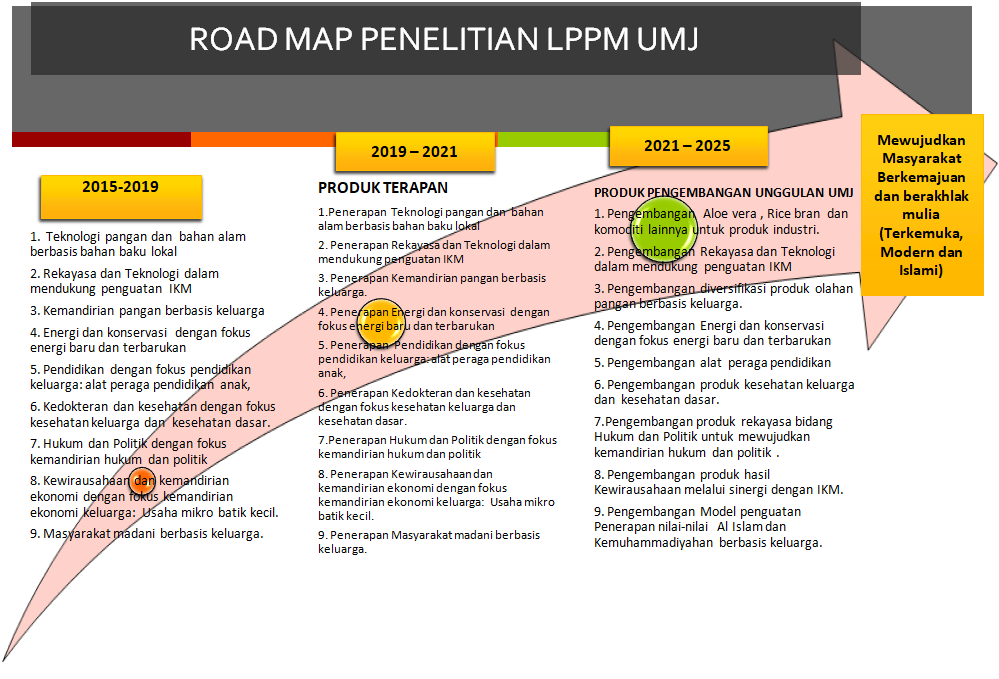 ROAD MAP PENELITIAN LPPM UMJ
2015-2019
1. Teknologi pangan dan bahan alam
berbasis bahan baku lokal
2. Rekayasa dan Teknologi dalam
mendukung penguatan IKM
3. Kemandirian pangan berbasis keluarga
4. Energi dan konservasi dengan fokus
energi baru dan terbarukan
5. Pendidikan dengan fokus pendidikan
keluarga: alat peraga pendidikan anak,
6. Kedokteran dan kesehatan dengan fokus
kesehatan keluarga dan kesehatan dasar.
7. Hukum dan Politik dengan fokus
kemandirian hukum dan politik
8. Kewirausahaan dan kemandirian
ekonomi dengan fokus kemandirian
ekonomi keluarga: Usaha mikro batik kecil.
9. Masyarakat madani berbasis keluarga.
2019 – 2021
PRODUK TERAPAN
1.Penerapan Teknologi pangan dan bahan
alam berbasis bahan baku lokal
2. Penerapan Rekayasa dan Teknologi dalam
mendukung penguatan IKM
3. Penerapan Kemandirian pangan berbasis
keluarga.
4. Penerapan Energi dan konservasi dengan
fokus energi baru dan terbarukan
5. Penerapan Pendidikan dengan fokus
pendidikan keluarga: alat peraga pendidikan
anak,
6. Penerapan Kedokteran dan kesehatan
dengan fokus kesehatan keluarga dan
kesehatan dasar.
7.Penerapan Hukum dan Politik dengan fokus
kemandirian hukum dan politik
8. Penerapan Kewirausahaan dan
kemandirian ekonomi dengan fokus
kemandirian ekonomi keluarga: Usaha mikro
batik kecil.
9. Penerapan Masyarakat madani berbasis
keluarga.
2021 – 2025
PRODUK PENGEMBANGAN UNGGULAN UMJ
1. Pengembangan Aloe vera , Rice bran dan
komoditi lainnya untuk produk industri.
2. Pengembangan Rekayasa dan Teknologi
dalam mendukung penguatan IKM
3. Pengembangan diversifikasi produk olahan
pangan berbasis keluarga.
4. Pengembangan Energi dan konservasi
dengan fokus energi baru dan terbarukan
5. Pengembangan alat peraga pendidikan
6. Pengembangan produk kesehatan keluarga
dan kesehatan dasar.
7.Pengembangan produk rekayasa bidang
Hukum dan Politik untuk mewujudkan
kemandirian hukum dan politik .
8. Pengembangan produk hasil
Kewirausahaan melalui sinergi dengan IKM.
9. Pengembangan Model penguatan
Penerapan nilai-nilai Al Islam dan
Kemuhammadiyahan berbasis keluarga.
Mewujudkan
Masyarakat
Berkemajuan
dan berakhlak
mulia
(Terkemuka,
Modern dan
Islami)